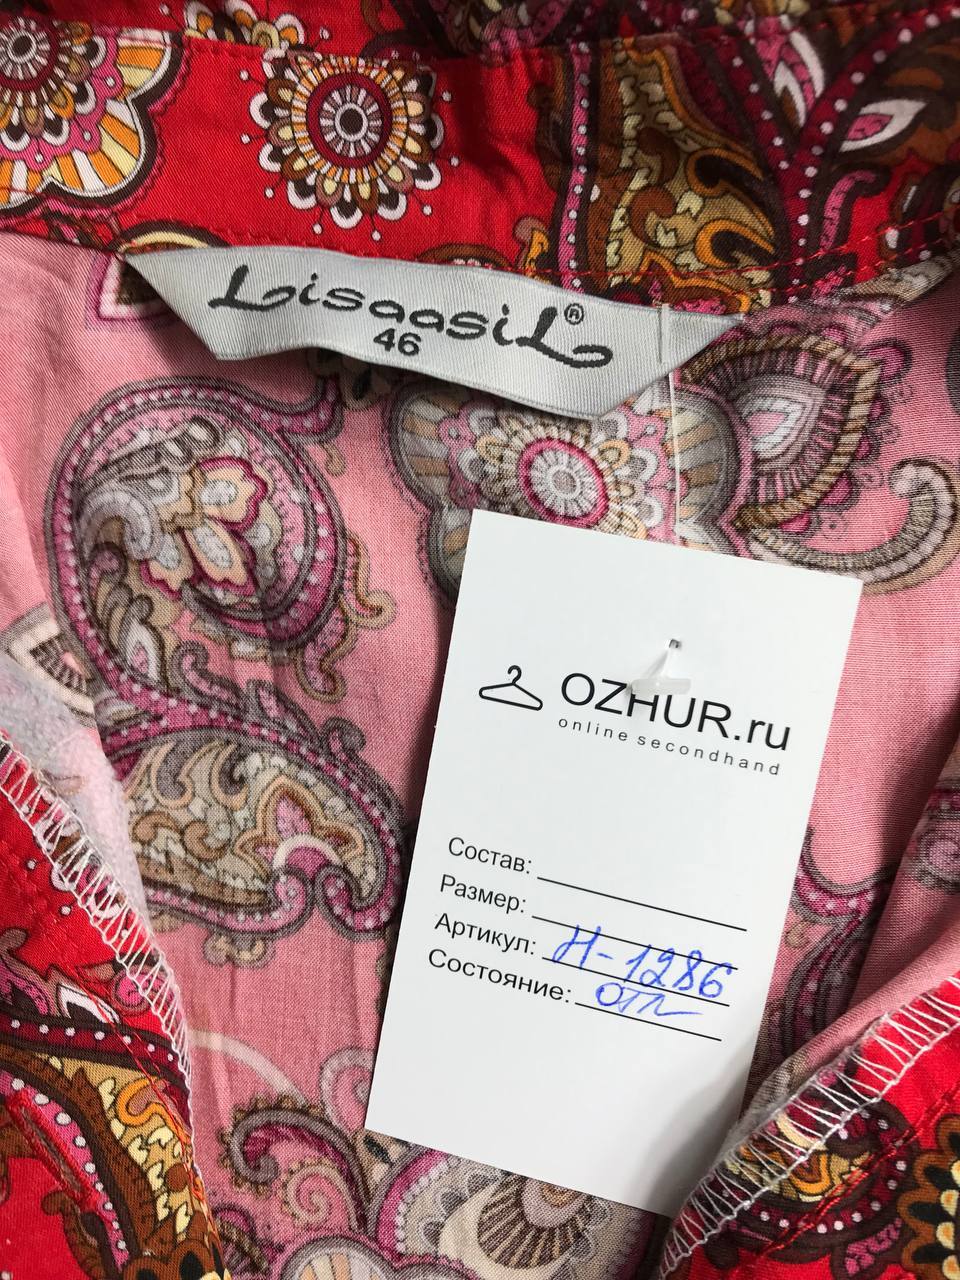 Lisaasil®
46
OZHUR.ru
online secondhand
Состав:
Размер:
Артикул: Н-1286
Состояние: отл